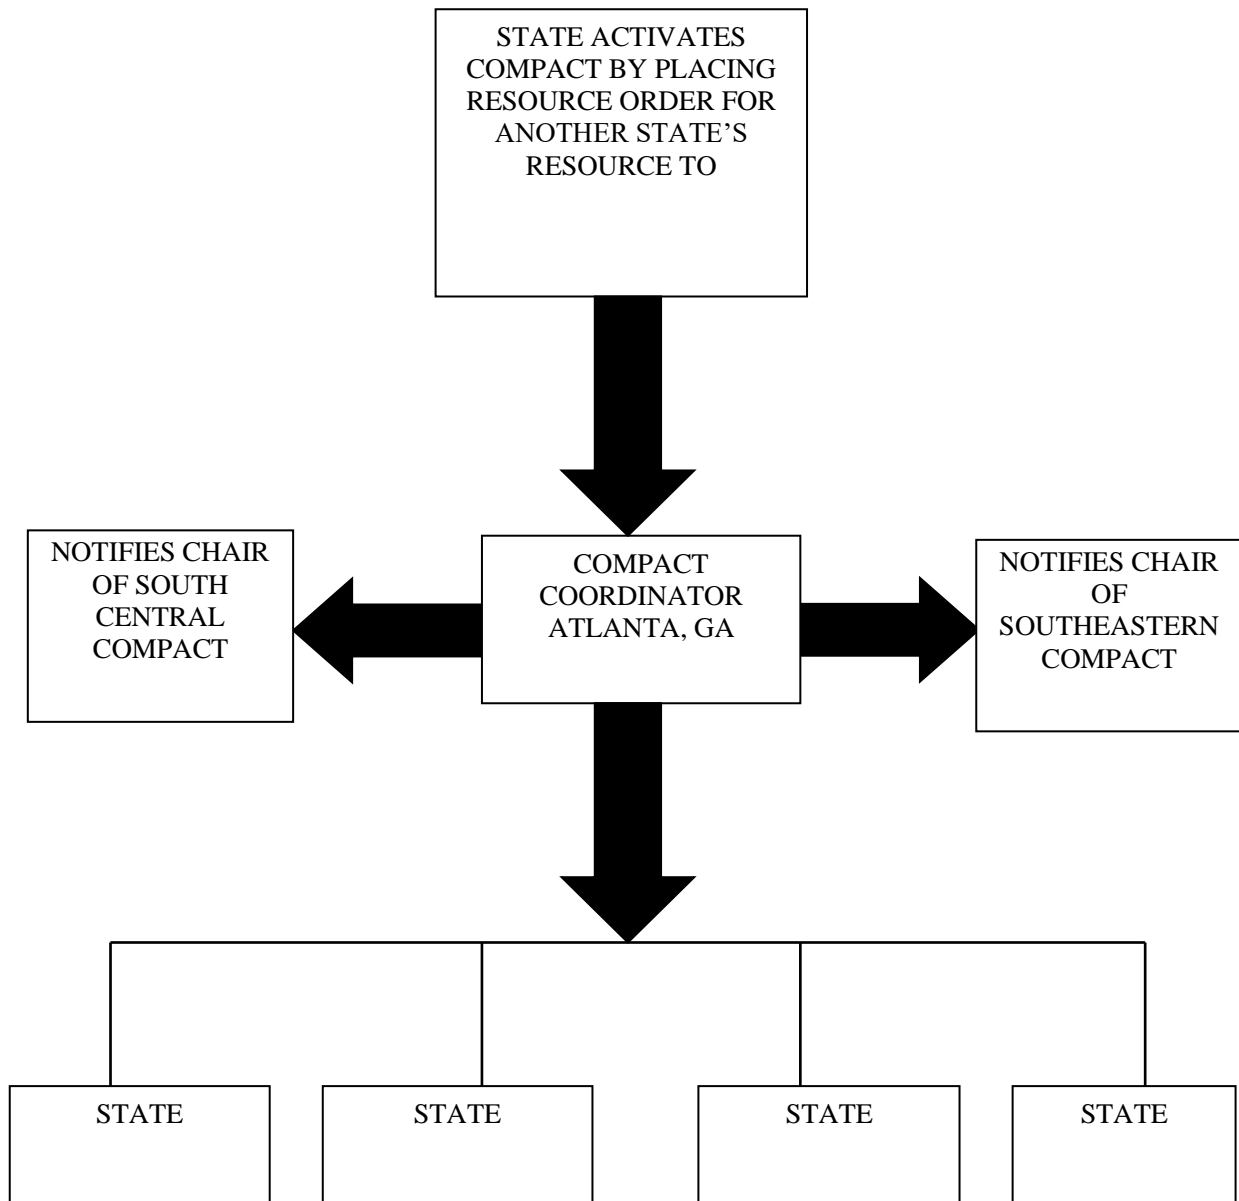 STATE ACTIVATES
COMPACT BY PLACING
RESOURCE ORDER FOR
ANOTHER STATE’S
RESOURCE TO
NOTIFIES CHAIR
OF SOUTH
CENTRAL
COMPACT
COMPACT
COORDINATOR
ATLANTA, GA
NOTIFIES CHAIR
OF
SOUTHEASTERN
COMPACT
STATE
STATE
STATE
STATE